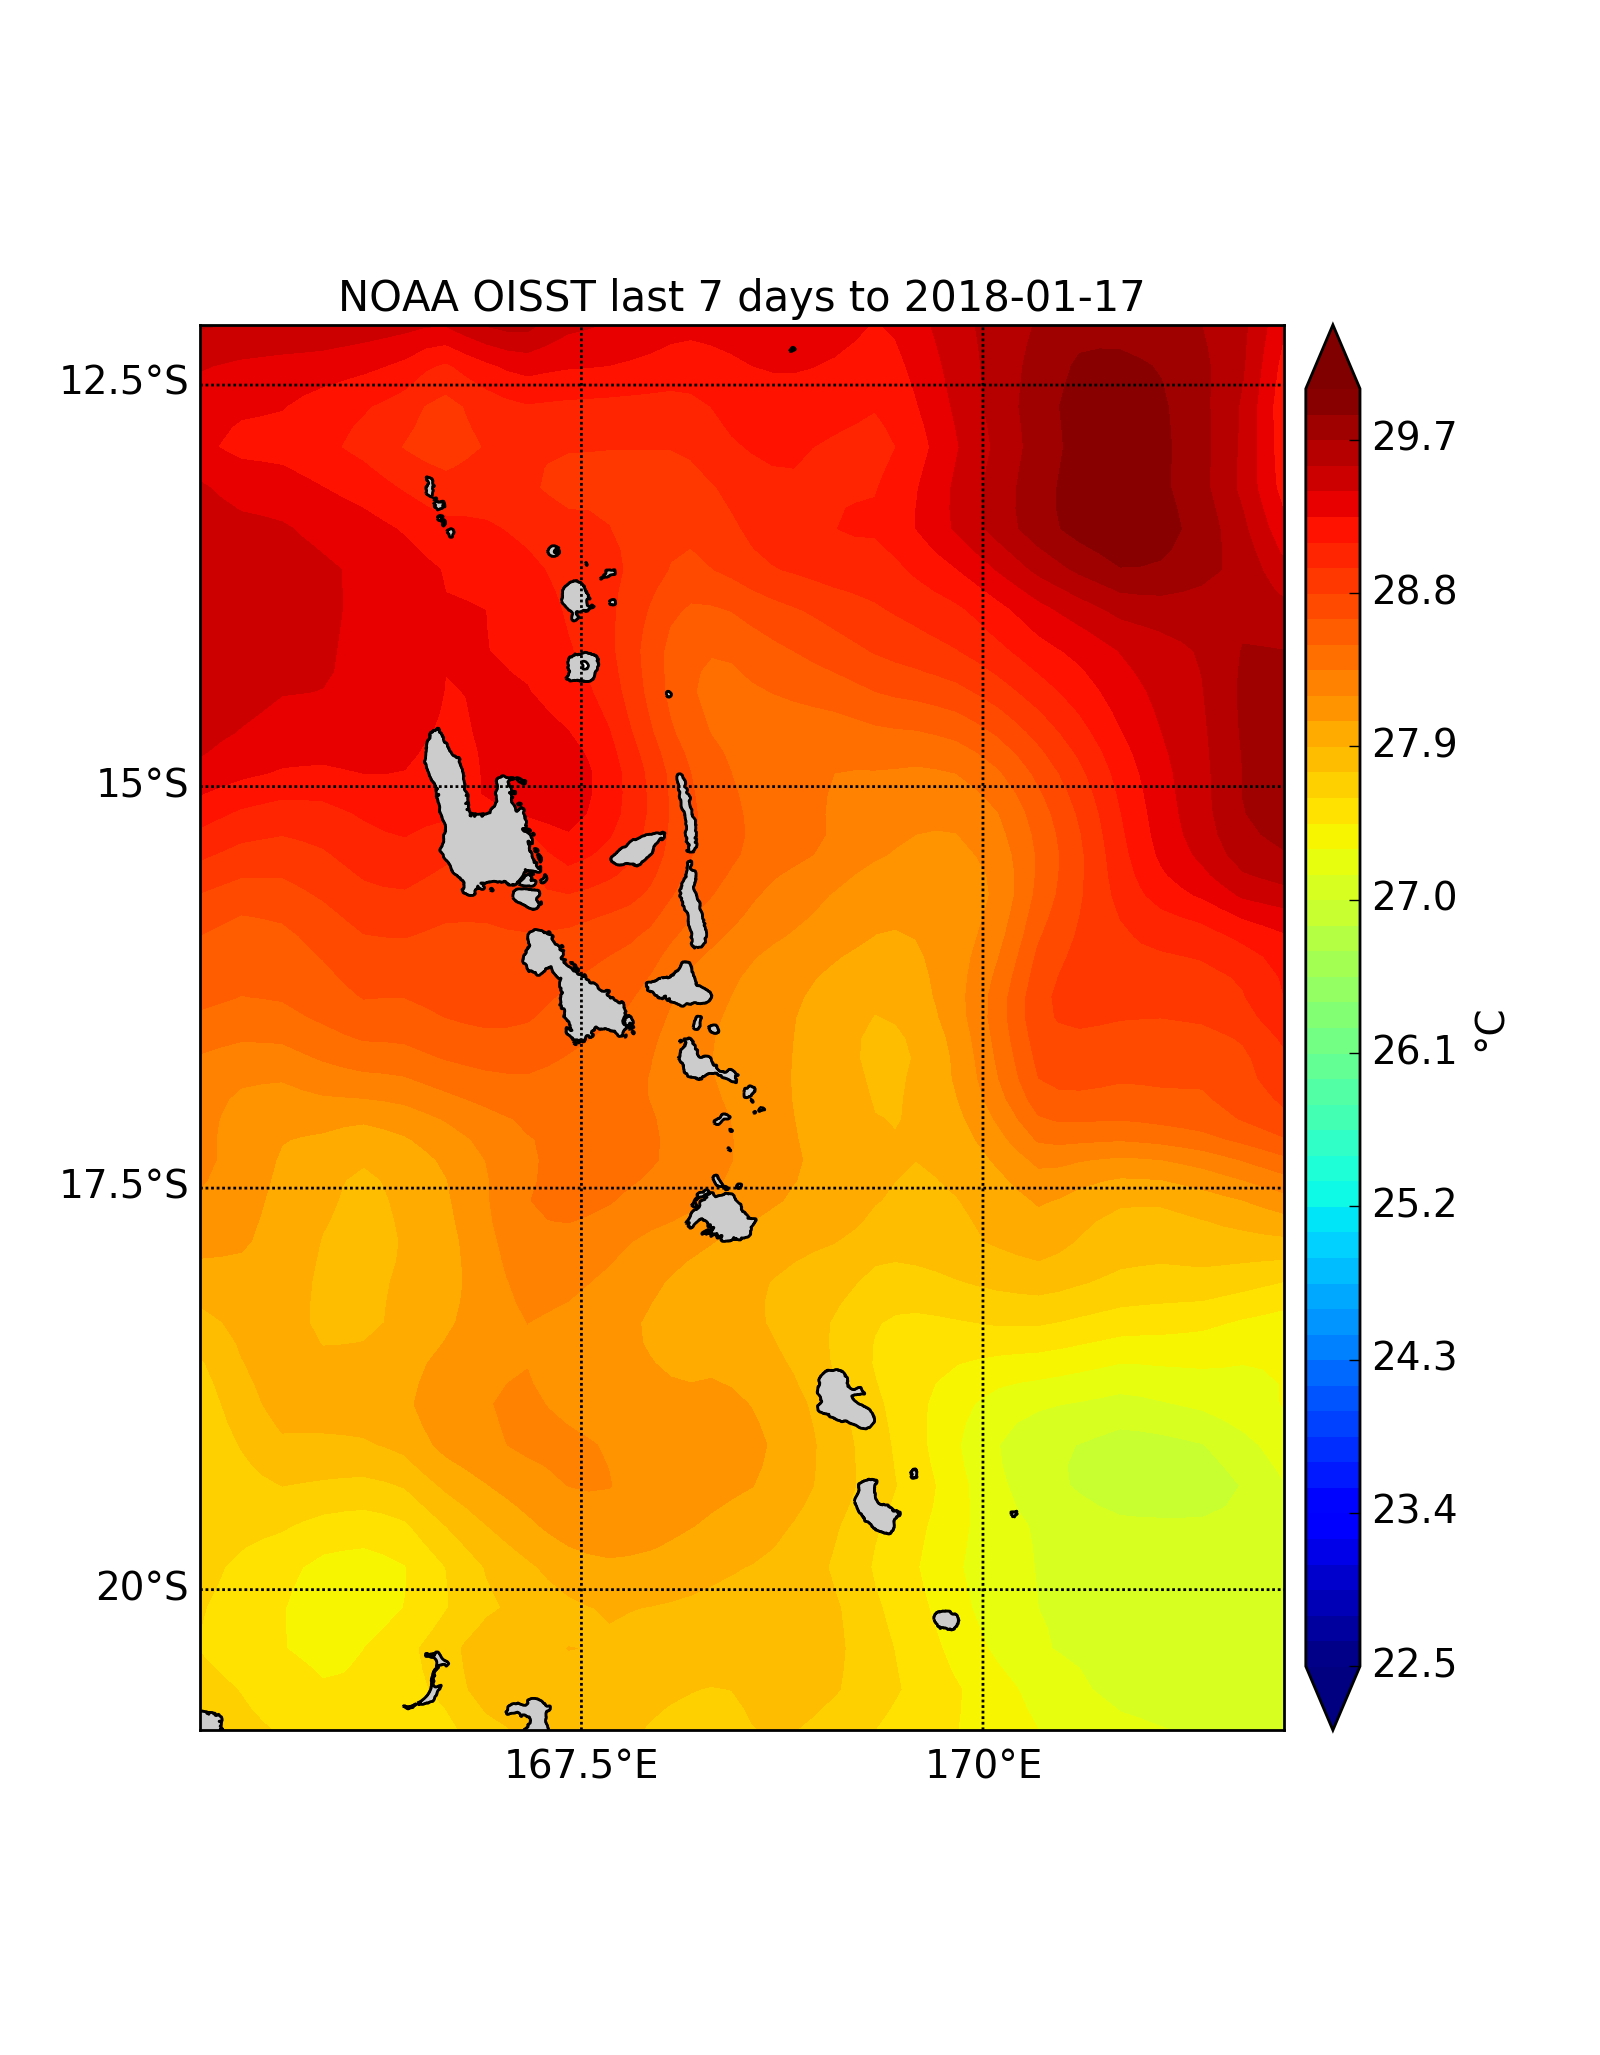 NOAA OISST last 7 days to 2018-01-17
12.5°S
15°S
17.5°S
20°S
167.5°E
170°E
29.7
28.8
27.9
27.0
26.1
25.2
24.3
23.4
22.5
°C